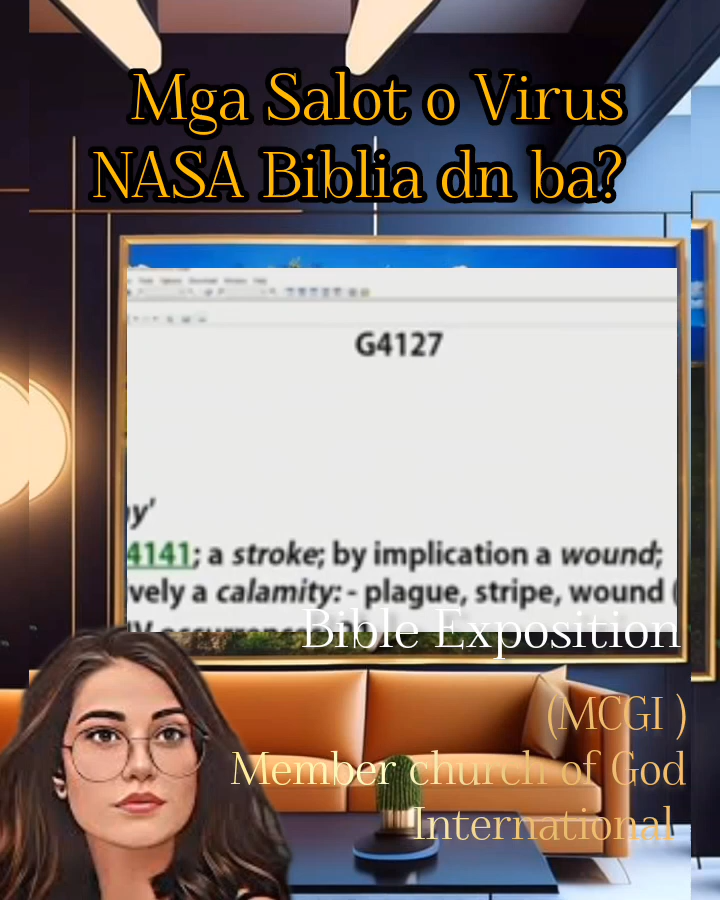 Mga Salot o Virus
NASA Biblia dn ba?
G4127
y'
4141; a stroke; by implication a wound;
vely a calamity: - plague, stripe, wound (
Bible Exposition
(MCGI )
Member church of God
International